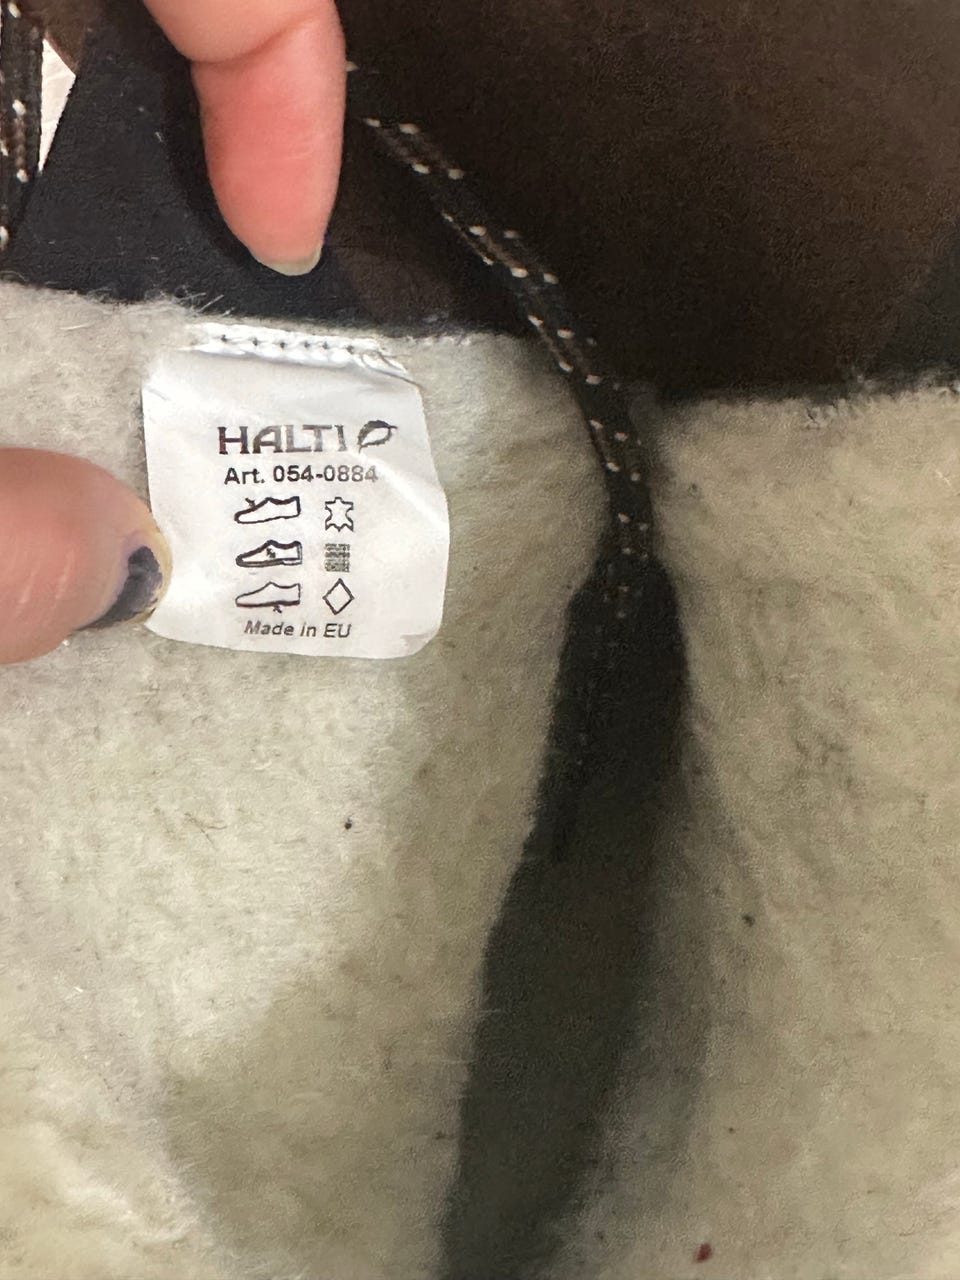 HALTI
Art. 054-0884
Made in EU